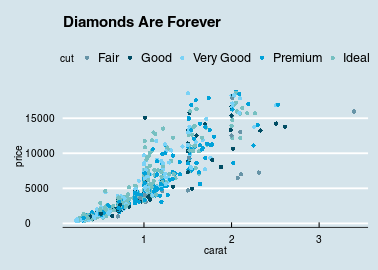 Diamonds Are Forever
cut Fair Good Very Good Premium Ideal
price
15000
10000
5000
0
1 2 3
carat